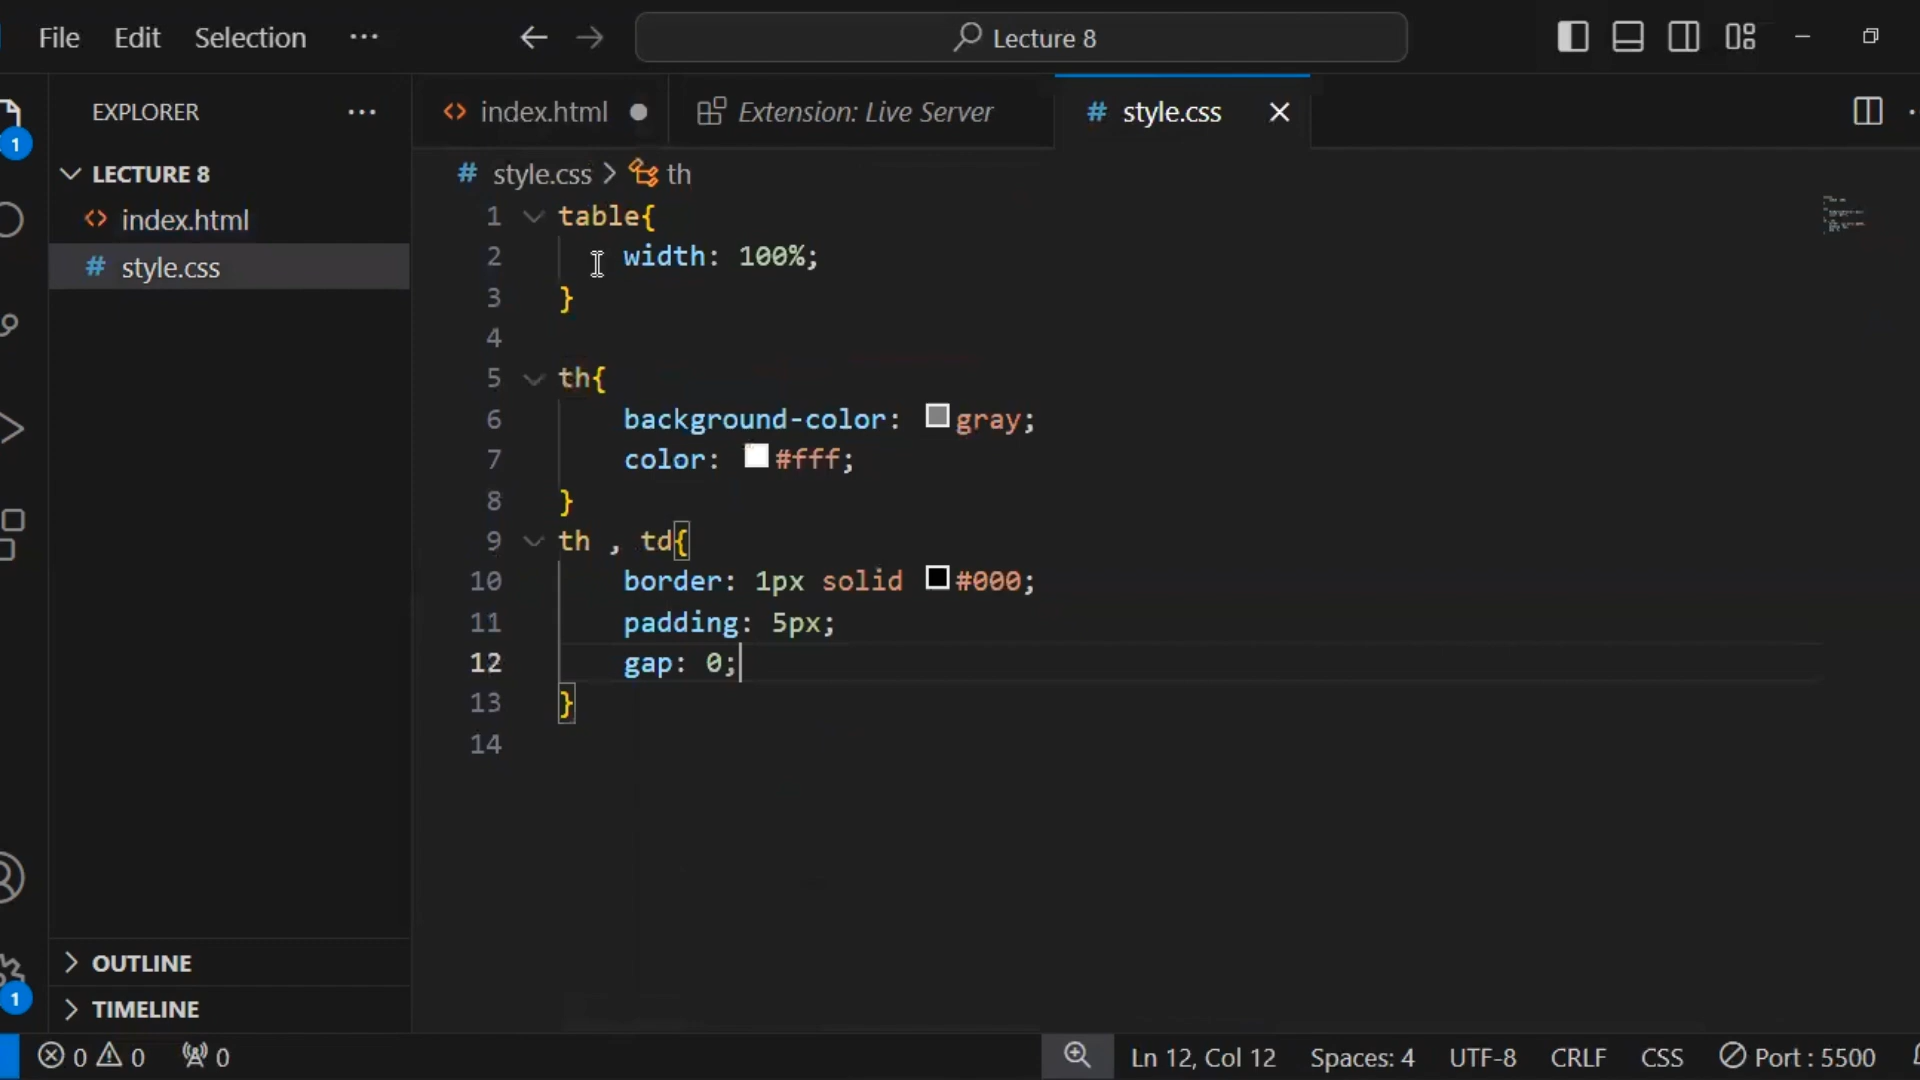 File Edit Selection ··· Lecture 8
EXPLORER ···
index.html
Extension: Live Server
style.css
1
LECTURE 8
index.html
style.css
style.css > th
1 table{
2 width: 100%;
3 }
4
5 th{
6 background-color: gray;
7 color: #fff;
8 }
9 th , td{
10 border: 1px solid #000;
11 padding: 5px;
12 gap: 0;
13 }
14
OUTLINE
1
TIMELINE
0 0 0 Ln 12, Col 12 Spaces: 4 UTF-8 CRLF CSS Port : 5500